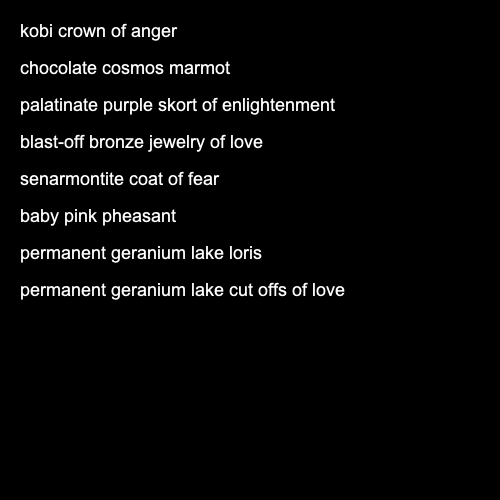 kobi crown of anger
chocolate cosmos marmot
palatinate purple skort of enlightenment
blast-off bronze jewelry of love
senarmontite coat of fear
baby pink pheasant
permanent geranium lake loris
permanent geranium lake cut offs of love